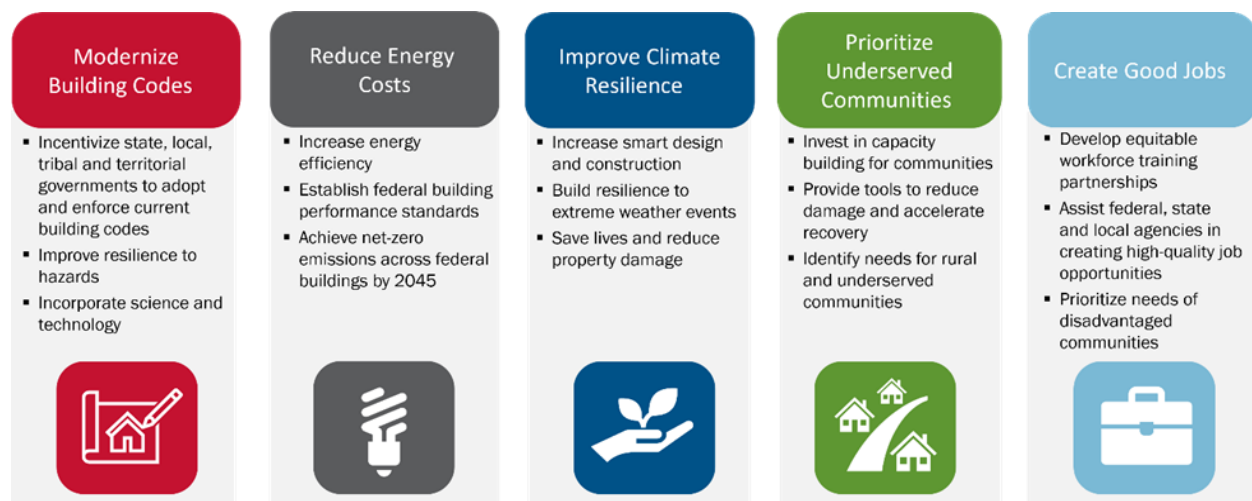 Modernize
Building Codes
▪ Incentivize state, local,
tribal and territorial
governments to adopt
and enforce current
building codes
▪ Improve resilience to
hazards
▪ Incorporate science and
technology
Reduce Energy
Costs
▪ Increase energy
efficiency
▪ Establish federal building
performance standards
▪ Achieve net-zero
emissions across federal
buildings by 2045
Improve Climate
Resilience
▪ Increase smart design
and construction
▪ Build resilience to
extreme weather events
▪ Save lives and reduce
property damage
Prioritize
Underserved
Communities
▪ Invest in capacity
building for communities
▪ Provide tools to reduce
damage and accelerate
recovery
▪ Identify needs for rural
and underserved
communities
Create Good Jobs
▪ Develop equitable
workforce training
partnerships
▪ Assist federal, state
and local agencies in
creating high-quality job
opportunities
▪ Prioritize needs of
disadvantaged
communities